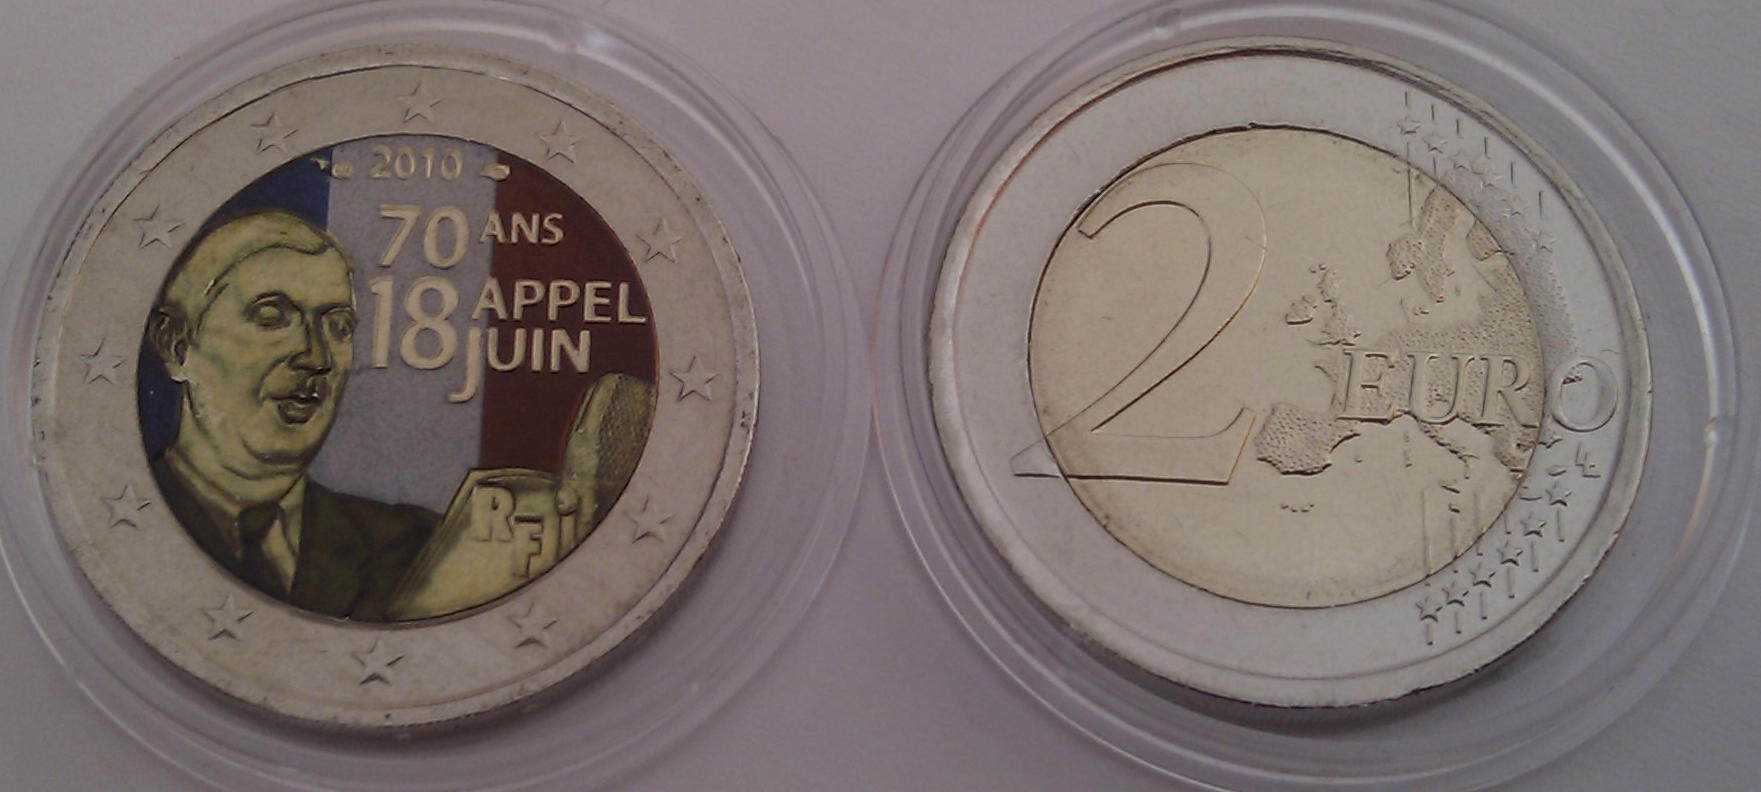 2010
70 ANS
18 APPEL
JUIN
RF
2 EURO